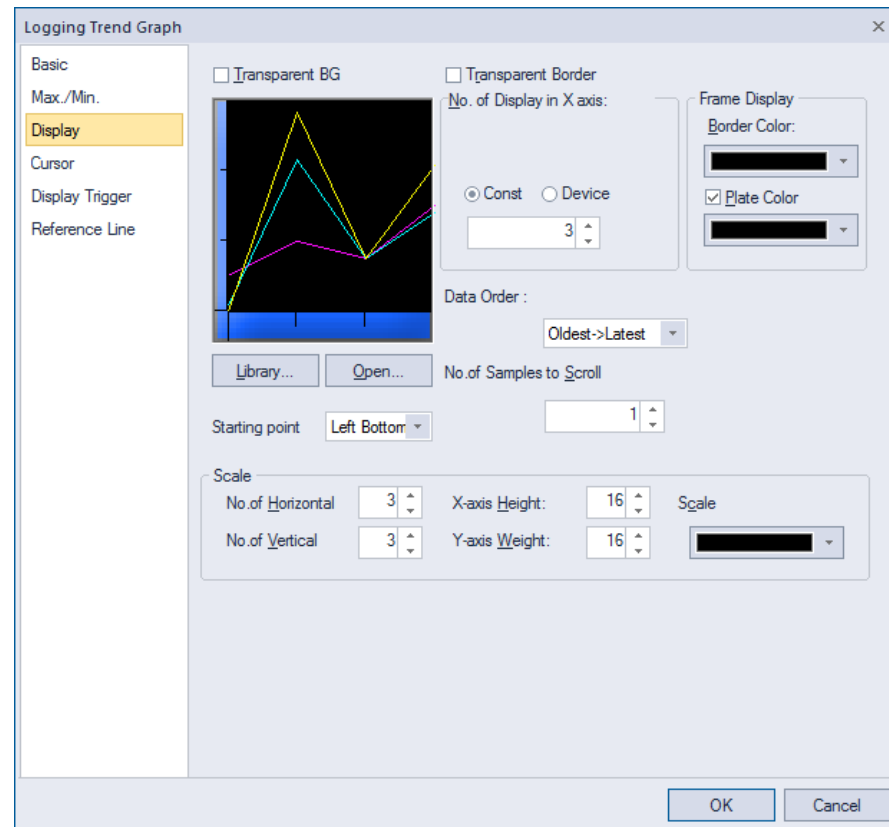 Logging Trend Graph
Basic
Max./Min.
Display
Cursor
Display Trigger
Reference Line
Transparent BG
Transparent Border
No. of Display in X axis:
Const
Device
3
Frame Display
Border Color:
Plate Color
Data Order :
Oldest->Latest
Library...
Open...
No.of Samples to Scroll
1
Starting point
Left Bottom
Scale
No.of Horizontal
3
X-axis Height:
16
Scale
No.of Vertical
3
Y-axis Weight:
16
OK
Cancel